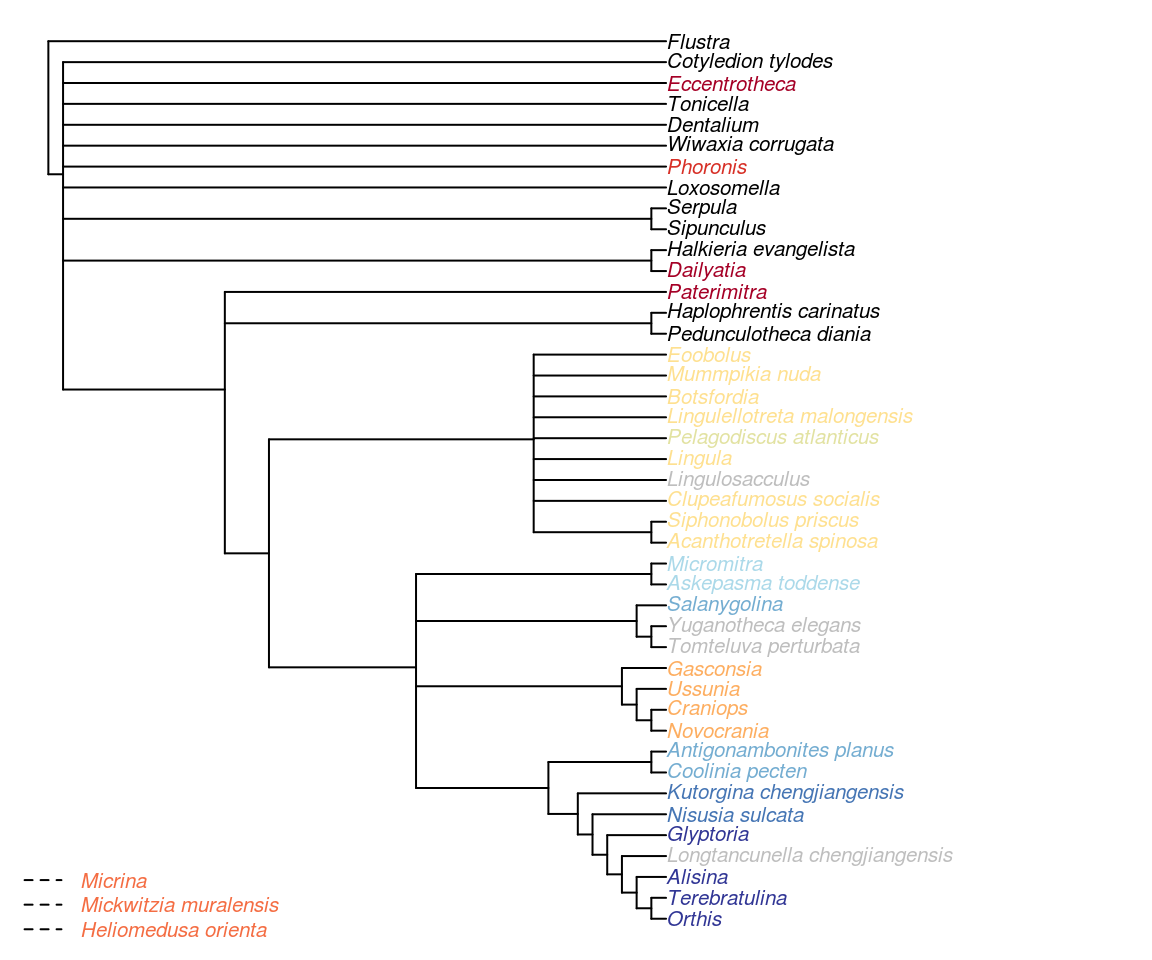 Flustra
Cotyledion tylodes
Eccentrotheca
Tonicella
Dentalium
Wiwaxia corrugata
Phoronis
Loxosomella
Serpula
Sipunculus
Halkieria evangelista
Dailyatia
Paterimitra
Haplophrentis carinatus
Pedunculotheca diania
Eoobolus
Mummpikia nuda
Botsfordia
Lingulellotreta malongensis
Pelagodiscus atlanticus
Lingula
Lingulosacculus
Clupeafumosus socialis
Siphonobolus priscus
Acanthotretella spinosa
Micromitra
Askepasma toddense
Salanygolina
Yuganotheca elegans
Tomteluva perturbata
Gasconsia
Ussunia
Craniops
Novocrania
Antigonambonites planus
Coolinia pecten
Kutorgina chengjiangensis
Nisusia sulcata
Glyptoria
Longtancunella chengjiangensis
Alisina
Terebratulina
Orthis
Micrina
Mickwitzia muralensis
Heliomedusa orienta